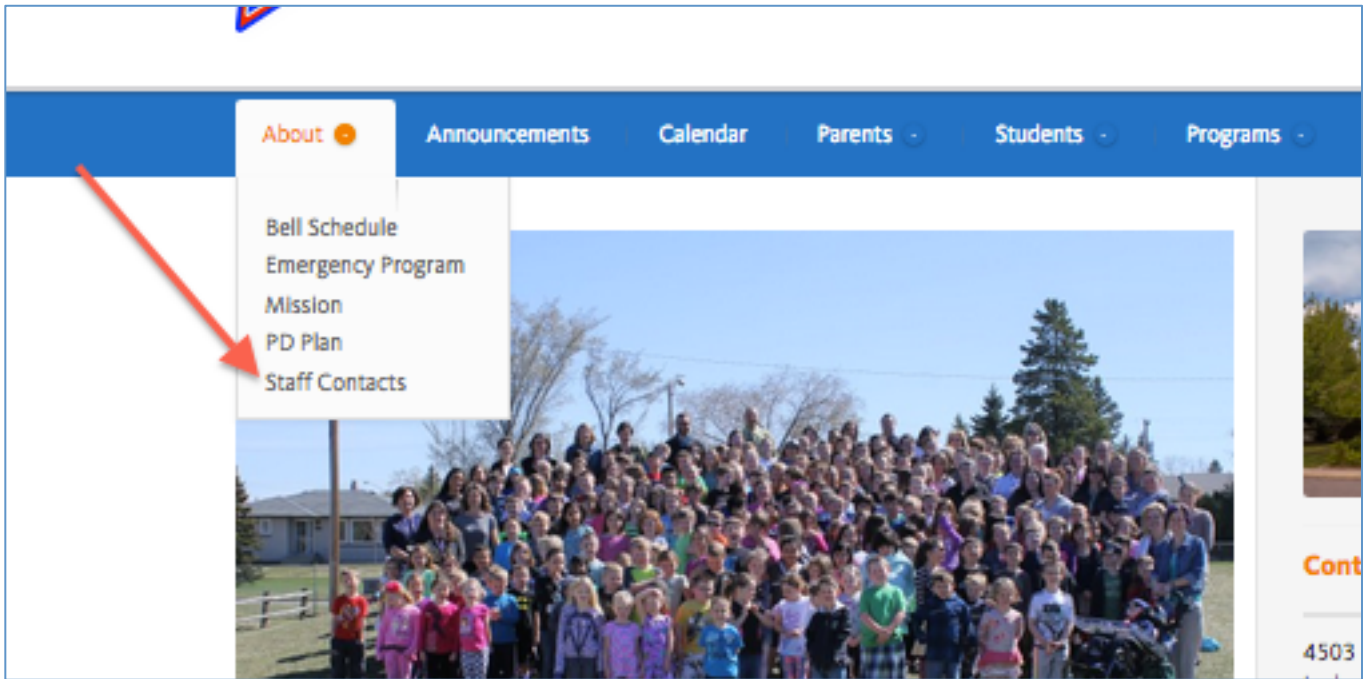 About Announcements Calendar Parents Students Programs
Bell Schedule
Emergency Program
Mission
PD Plan
Staff Contacts
Cont
4503